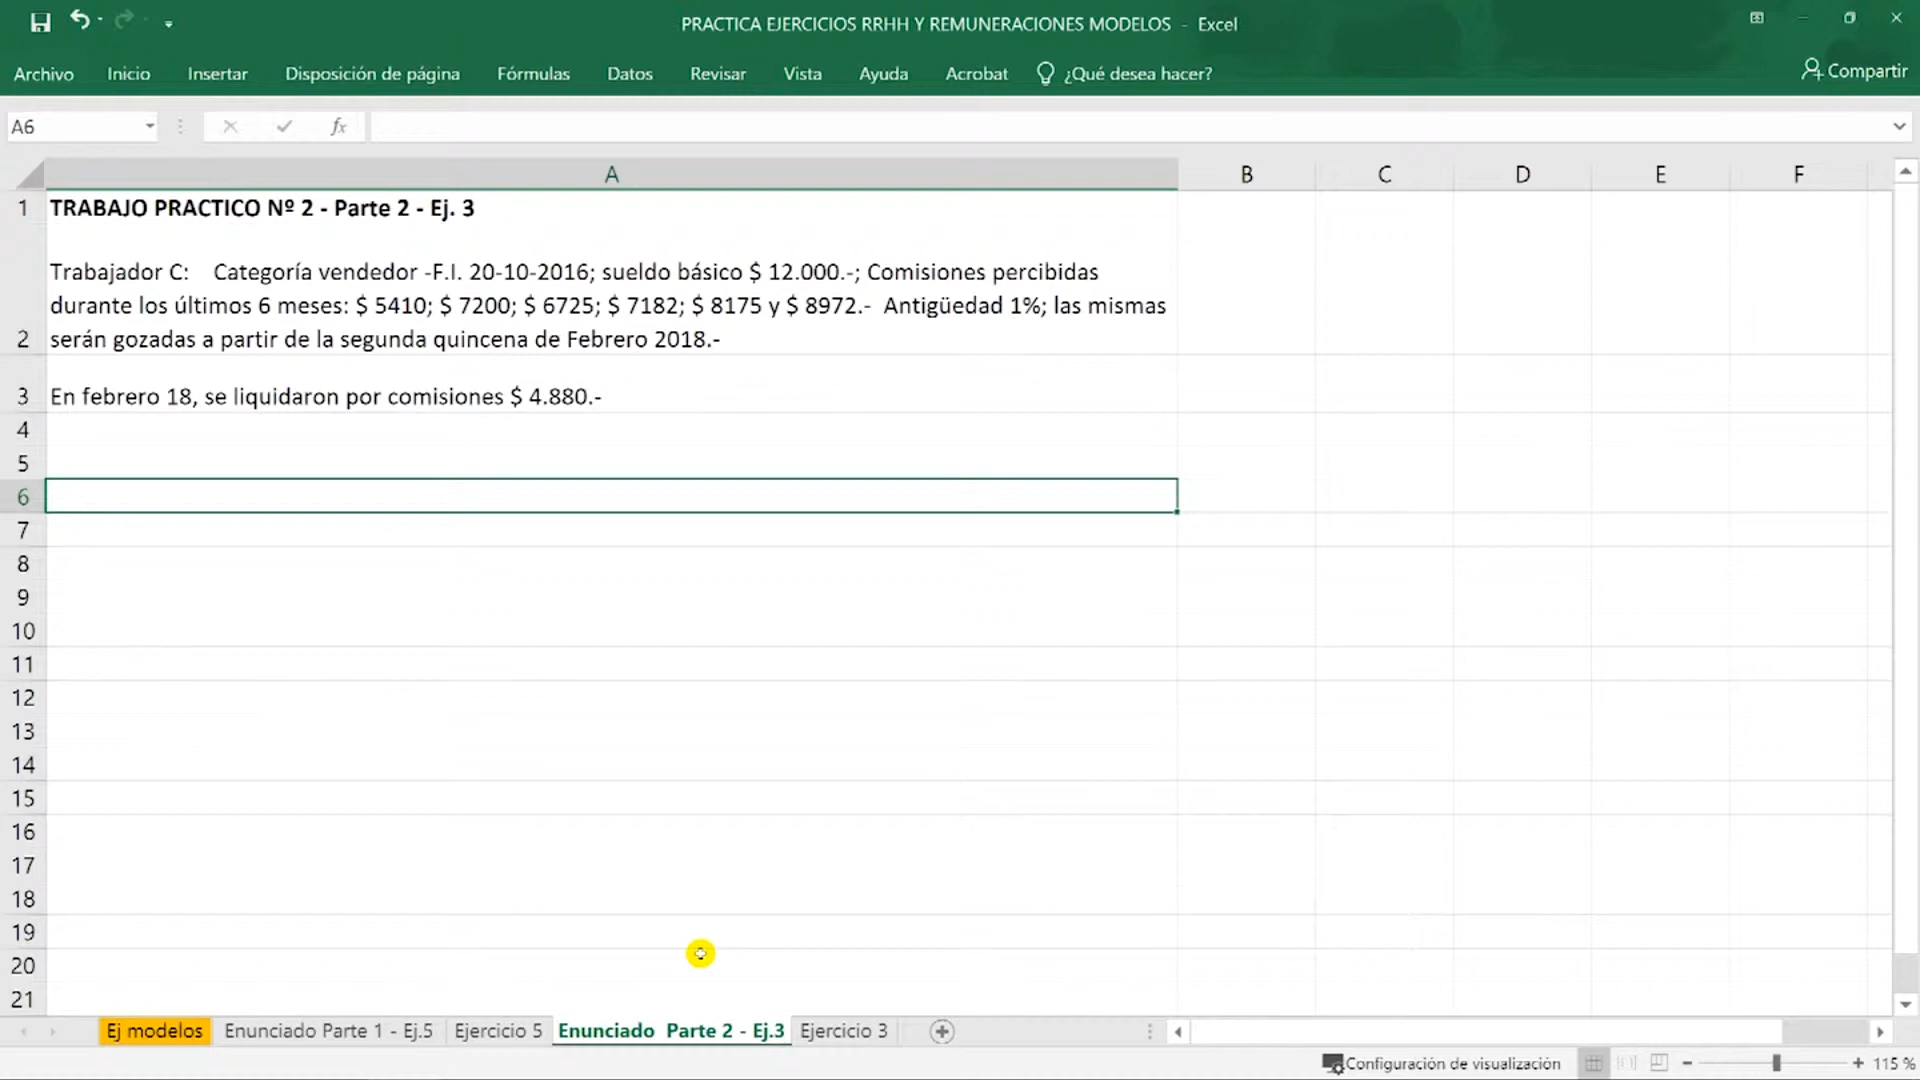 PRACTICA EJERCICIOS RRHH Y REMUNERACIONES MODELOS - Excel
Archivo Inicio Insertar Disposición de página Fórmulas Datos Revisar Vista Ayuda Acrobat ¿Qué desea hacer? Compartir
A6 fx
A B C D E F
1 TRABAJO PRACTICO Nº 2 - Parte 2 - Ej. 3
Trabajador C: Categoría vendedor -F.I. 20-10-2016; sueldo básico $ 12.000.-; Comisiones percibidas
durante los últimos 6 meses: $ 5410; $ 7200; $ 6725; $ 7182; $ 8175 y $ 8972.- Antigüedad 1%; las mismas
2 serán gozadas a partir de la segunda quincena de Febrero 2018.-
3 En febrero 18, se liquidaron por comisiones $ 4.880.-
4
5
6
7
8
9
10
11
12
13
14
15
16
17
18
19
20
21
Ej modelos Enunciado Parte 1 - Ej.5 Ejercicio 5 Enunciado Parte 2 - Ej.3 Ejercicio 3
Configuración de visualización 115 %